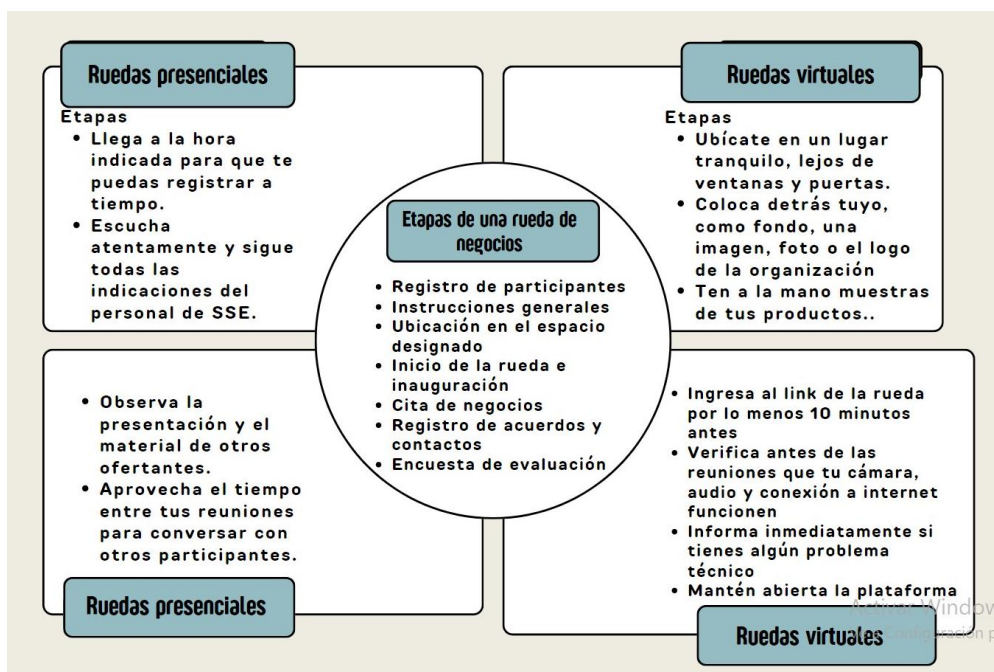 Ruedas presenciales
Etapas
• Llega a la hora
indicada para que te
puedas registrar a
tiempo.
• Escucha
atentamente y sigue
todas las
indicaciones del
personal de SSE.
Ruedas virtuales
Etapas
• Ubícate en un lugar
tranquilo, lejos de
ventanas y puertas.
• Coloca detrás tuyo,
como fondo, una
imagen, foto o el logo
de la organización
• Ten a la mano muestras
de tus productos..
Etapas de una rueda de
negocios
• Registro de participantes
• Instrucciones generales
• Ubicación en el espacio
designado
• Inicio de la rueda e
inauguración
• Cita de negocios
• Registro de acuerdos y
contactos
• Encuesta de evaluación
• Observa la
presentación y el
material de otros
ofertantes.
• Aprovecha el tiempo
entre tus reuniones
para conversar con
otros participantes.
Ruedas presenciales
• Ingresa al link de la rueda
por lo menos 10 minutos
antes
• Verifica antes de las
reuniones que tu cámara,
audio y conexión a internet
funcionen
• Informa inmediatamente si
tienes algún problema
técnico
• Mantén abierta la plataforma
Ruedas virtuales
Activar Window